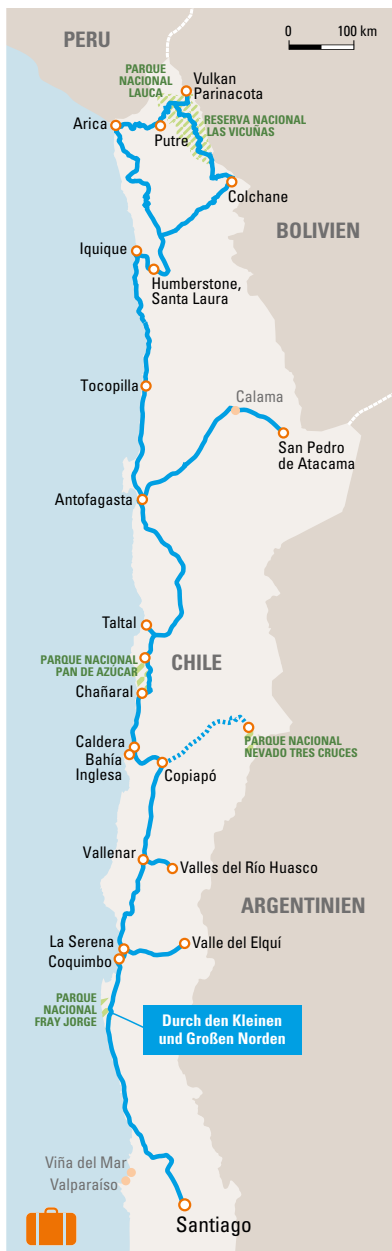 PERU
0
100 km
PARQUE
NACIONAL
LAUCA
Vulkan
Parinacota
RESERVA NACIONAL
LAS VICUÑAS
Arica
Putre
Colchane
BOLIVIEN
Iquique
Humberstone,
Santa Laura
Tocopilla
Calama
San Pedro
de Atacama
Antofagasta
Taltal
PARQUE NACIONAL
PAN DE AZÚCAR
CHILE
Chañaral
Caldera
Bahía
Inglesa
Copiapó
PARQUE NACIONAL
NEVADO TRES CRUCES
Vallenar
Valles del Río Huasco
ARGENTINIEN
La Serena
Coquimbo
Valle del Elquí
PARQUE
NACIONAL
FRAY JORGE
Durch den Kleinen
und Großen Norden
Viña del Mar
Valparaíso
Santiago